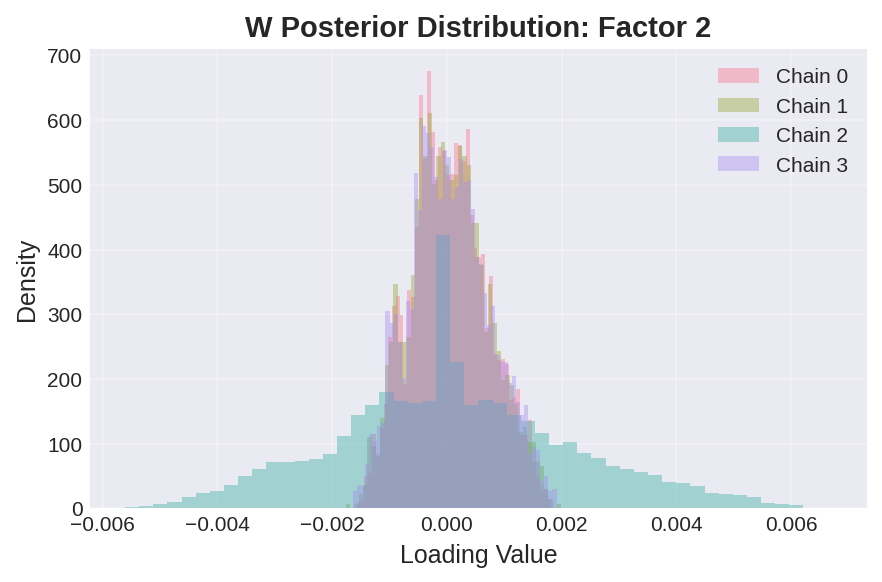 W Posterior Distribution: Factor 2
700
600
500
400
300
200
100
0
Density
Chain 0
Chain 1
Chain 2
Chain 3
−0.006 −0.004 −0.002 0.000 0.002 0.004 0.006
Loading Value